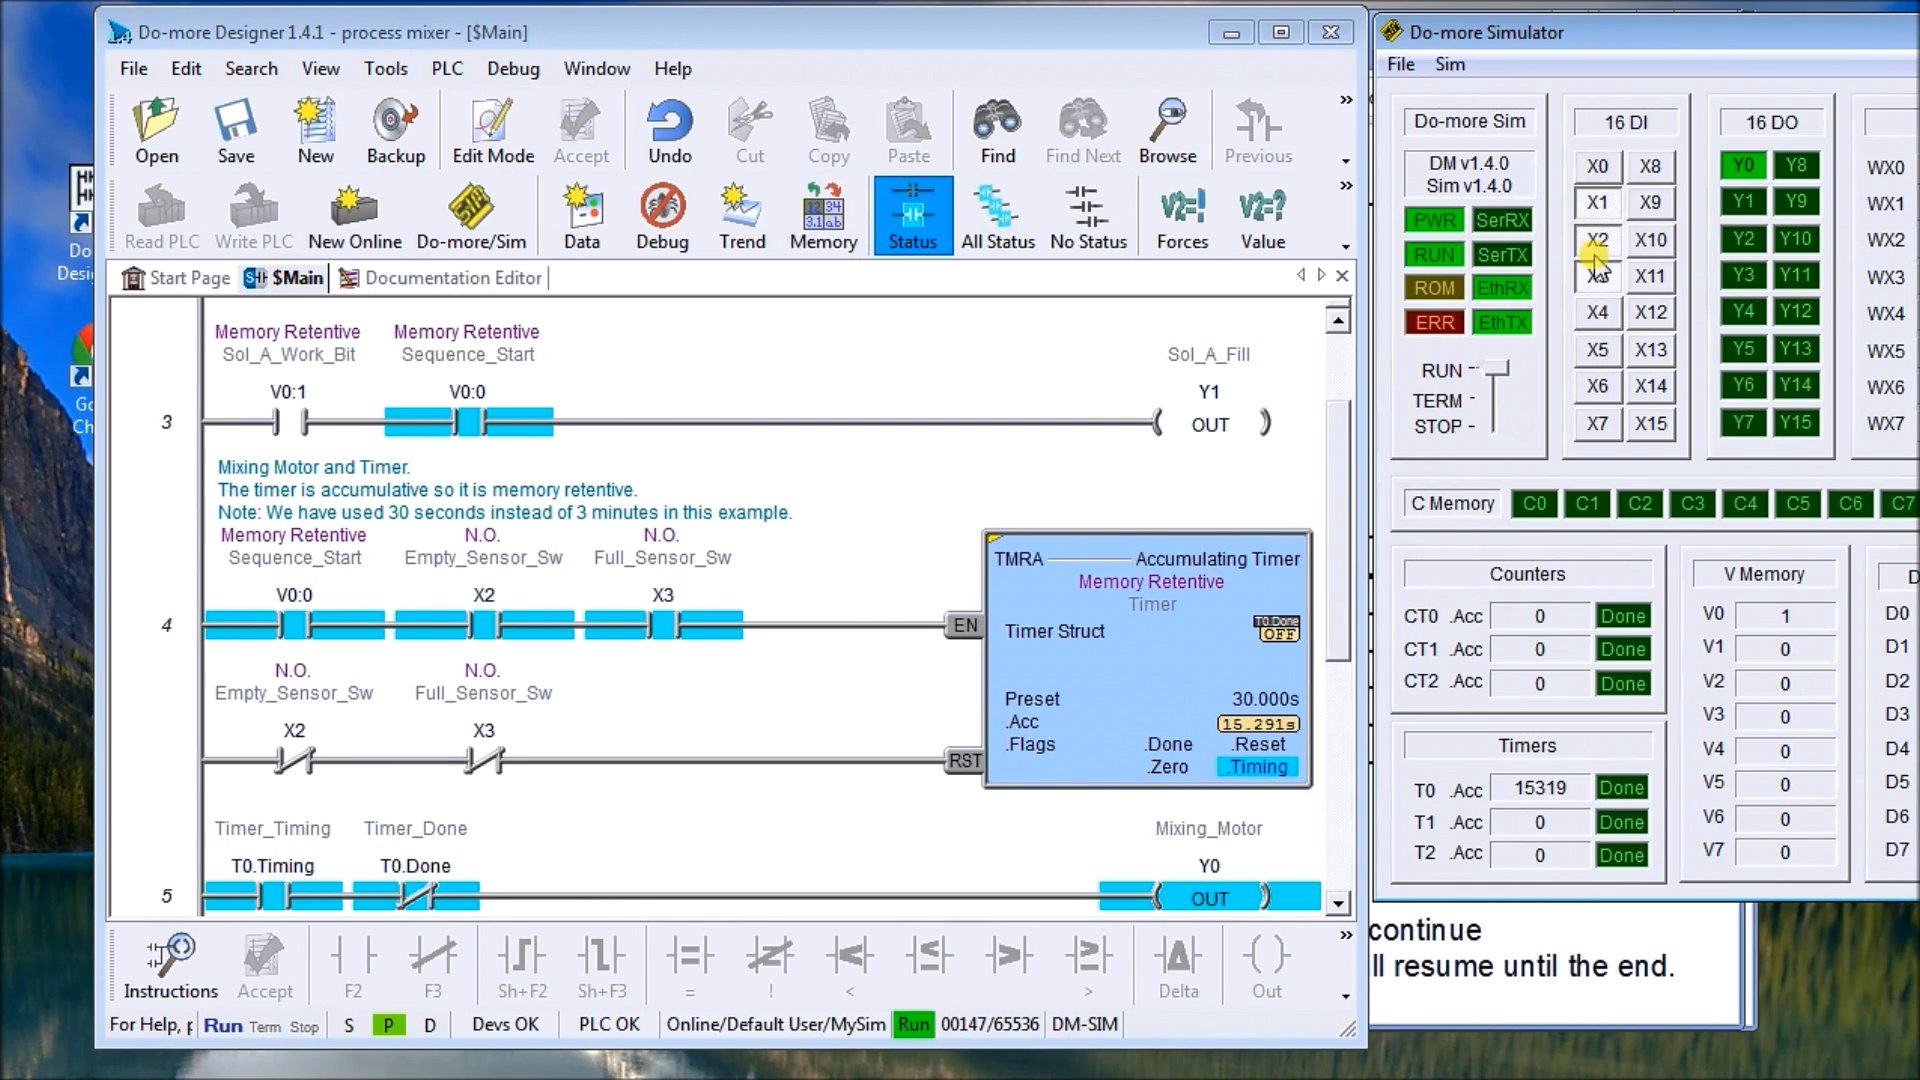 Do-more Designer 1.4.1 - process mixer - [$Main]
File Edit Search View Tools PLC Debug Window Help
Open Save New Backup Edit Mode Accept Undo Cut Copy Paste Find Find Next Browse Previous
Read PLC Write PLC New Online Do-more/Sim Data Debug Trend Memory Status All Status No Status Forces Value
Start Page $Main Documentation Editor
Memory Retentive Memory Retentive
Sol_A_Work_Bit Sequence_Start Sol_A_Fill
V0:1 V0:0 Y1
3 OUT
Mixing Motor and Timer.
The timer is accumulative so it is memory retentive.
Note: We have used 30 seconds instead of 3 minutes in this example.
Memory Retentive N.O. N.O.
Sequence_Start Empty_Sensor_Sw Full_Sensor_Sw
V0:0 X2 X3
4 EN
TMRA Accumulating Timer
Memory Retentive
Timer
Timer Struct T0.Done
OFF
Preset 30.000s
.Acc 15.291s
.Flags .Done .Reset
.Zero .Timing
N.O. N.O.
Empty_Sensor_Sw Full_Sensor_Sw
X2 X3
RST
Timer_Timing Timer_Done Mixing_Motor
T0.Timing T0.Done Y0
5 OUT
Instructions Accept F2 F3 Sh+F2 Sh+F3 = ! < > Delta Out
For Help, Run Term Stop S P D Devs OK PLC OK Online/Default User/MySim Run 00147/65536 DM-SIM
Do-more Simulator
File Sim
Do-more Sim
DM v1.4.0
Sim v1.4.0
PWR SerRX
RUN SerTX
ROM EthRX
ERR EthTX
RUN
TERM
STOP
16 DI
X0 X8
X1 X9
X2 X10
X11
X4 X12
X5 X13
X6 X14
X7 X15
16 DO
Y0 Y8
Y1 Y9
Y2 Y10
Y3 Y11
Y4 Y12
Y5 Y13
Y6 Y14
Y7 Y15
WX0
WX1
WX2
WX3
WX4
WX5
WX6
WX7
C Memory C0 C1 C2 C3 C4 C5 C6 C7
Counters
CT0 .Acc 0 Done
CT1 .Acc 0 Done
CT2 .Acc 0 Done
Timers
T0 .Acc 15319 Done
T1 .Acc 0 Done
T2 .Acc 0 Done
V Memory
V0 1
V1 0
V2 0
V3 0
V4 0
V5 0
V6 0
V7 0
D0
D1
D2
D3
D4
D5
D6
D7
continue
ll resume until the end.